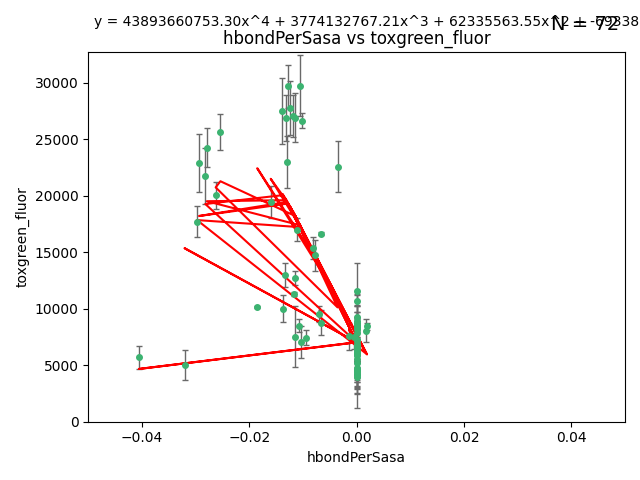 y = 43893660753.30x^4 + 3774132767.21x^3 + 62335563.55x^2 +
N = 72
hbondPerSasa vs toxgreen_fluor
30000
25000
20000
15000
10000
5000
0
toxgreen_fluor
−0.04
−0.02
0.00
0.02
0.04
hbondPerSasa